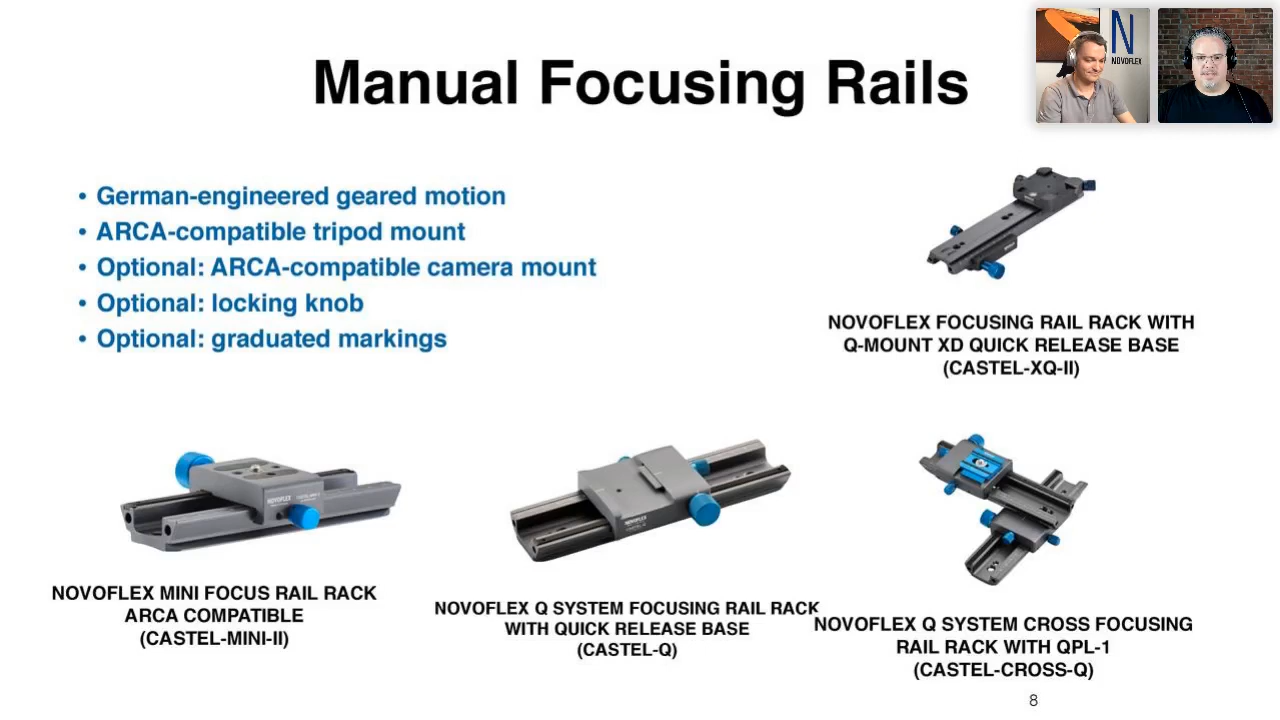 Manual Focusing Rails
N
NOVOFLEX
• German-engineered geared motion
• ARCA-compatible tripod mount
• Optional: ARCA-compatible camera mount
• Optional: locking knob
• Optional: graduated markings
NOVOFLEX FOCUSING RAIL RACK WITH
Q-MOUNT XD QUICK RELEASE BASE
(CASTEL-XQ-II)
NOVOFLEX
NOVOFLEX MINI FOCUS RAIL RACK
ARCA COMPATIBLE
(CASTEL-MINI-II)
NOVOFLEX
NOVOFLEX Q SYSTEM FOCUSING RAIL RACK
WITH QUICK RELEASE BASE
(CASTEL-Q)
NOVOFLEX Q SYSTEM CROSS FOCUSING
RAIL RACK WITH QPL-1
(CASTEL-CROSS-Q)
8